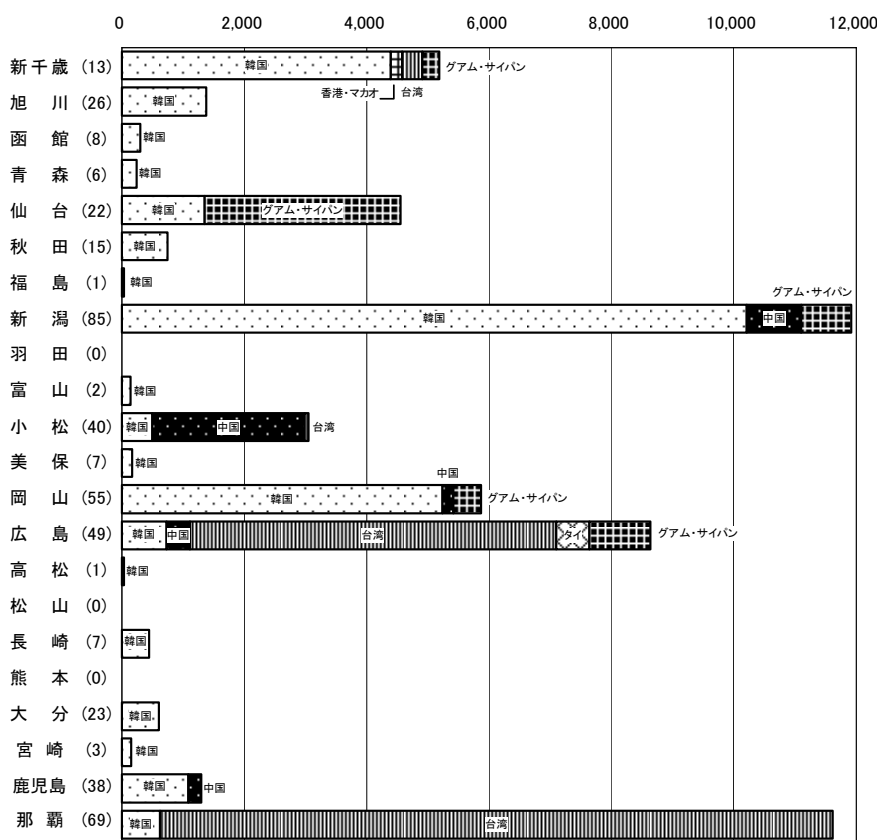 0 2,000 4,000 6,000 8,000 10,000 12,000
新千歳 (13) 韓国 グアム・サイパン
香港・マカオ 台湾
旭川 (26) 韓国
函館 (8) 韓国
青森 (6) 韓国
仙台 (22) 韓国 グアム・サイパン
秋田 (15) 韓国
福島 (1) 韓国
グアム・サイパン
新潟 (85) 韓国 中国
羽田 (0)
富山 (2) 韓国
小松 (40) 韓国 中国 台湾
美保 (7) 韓国
中国
岡山 (55) 韓国 グアム・サイパン
広島 (49) 韓国 中国 台湾 タイ グアム・サイパン
高松 (1) 韓国
松山 (0)
長崎 (7) 韓国
熊本 (0)
大分 (23) 韓国
宮崎 (3) 韓国
鹿児島 (38) 韓国 中国
那覇 (69) 韓国 台湾